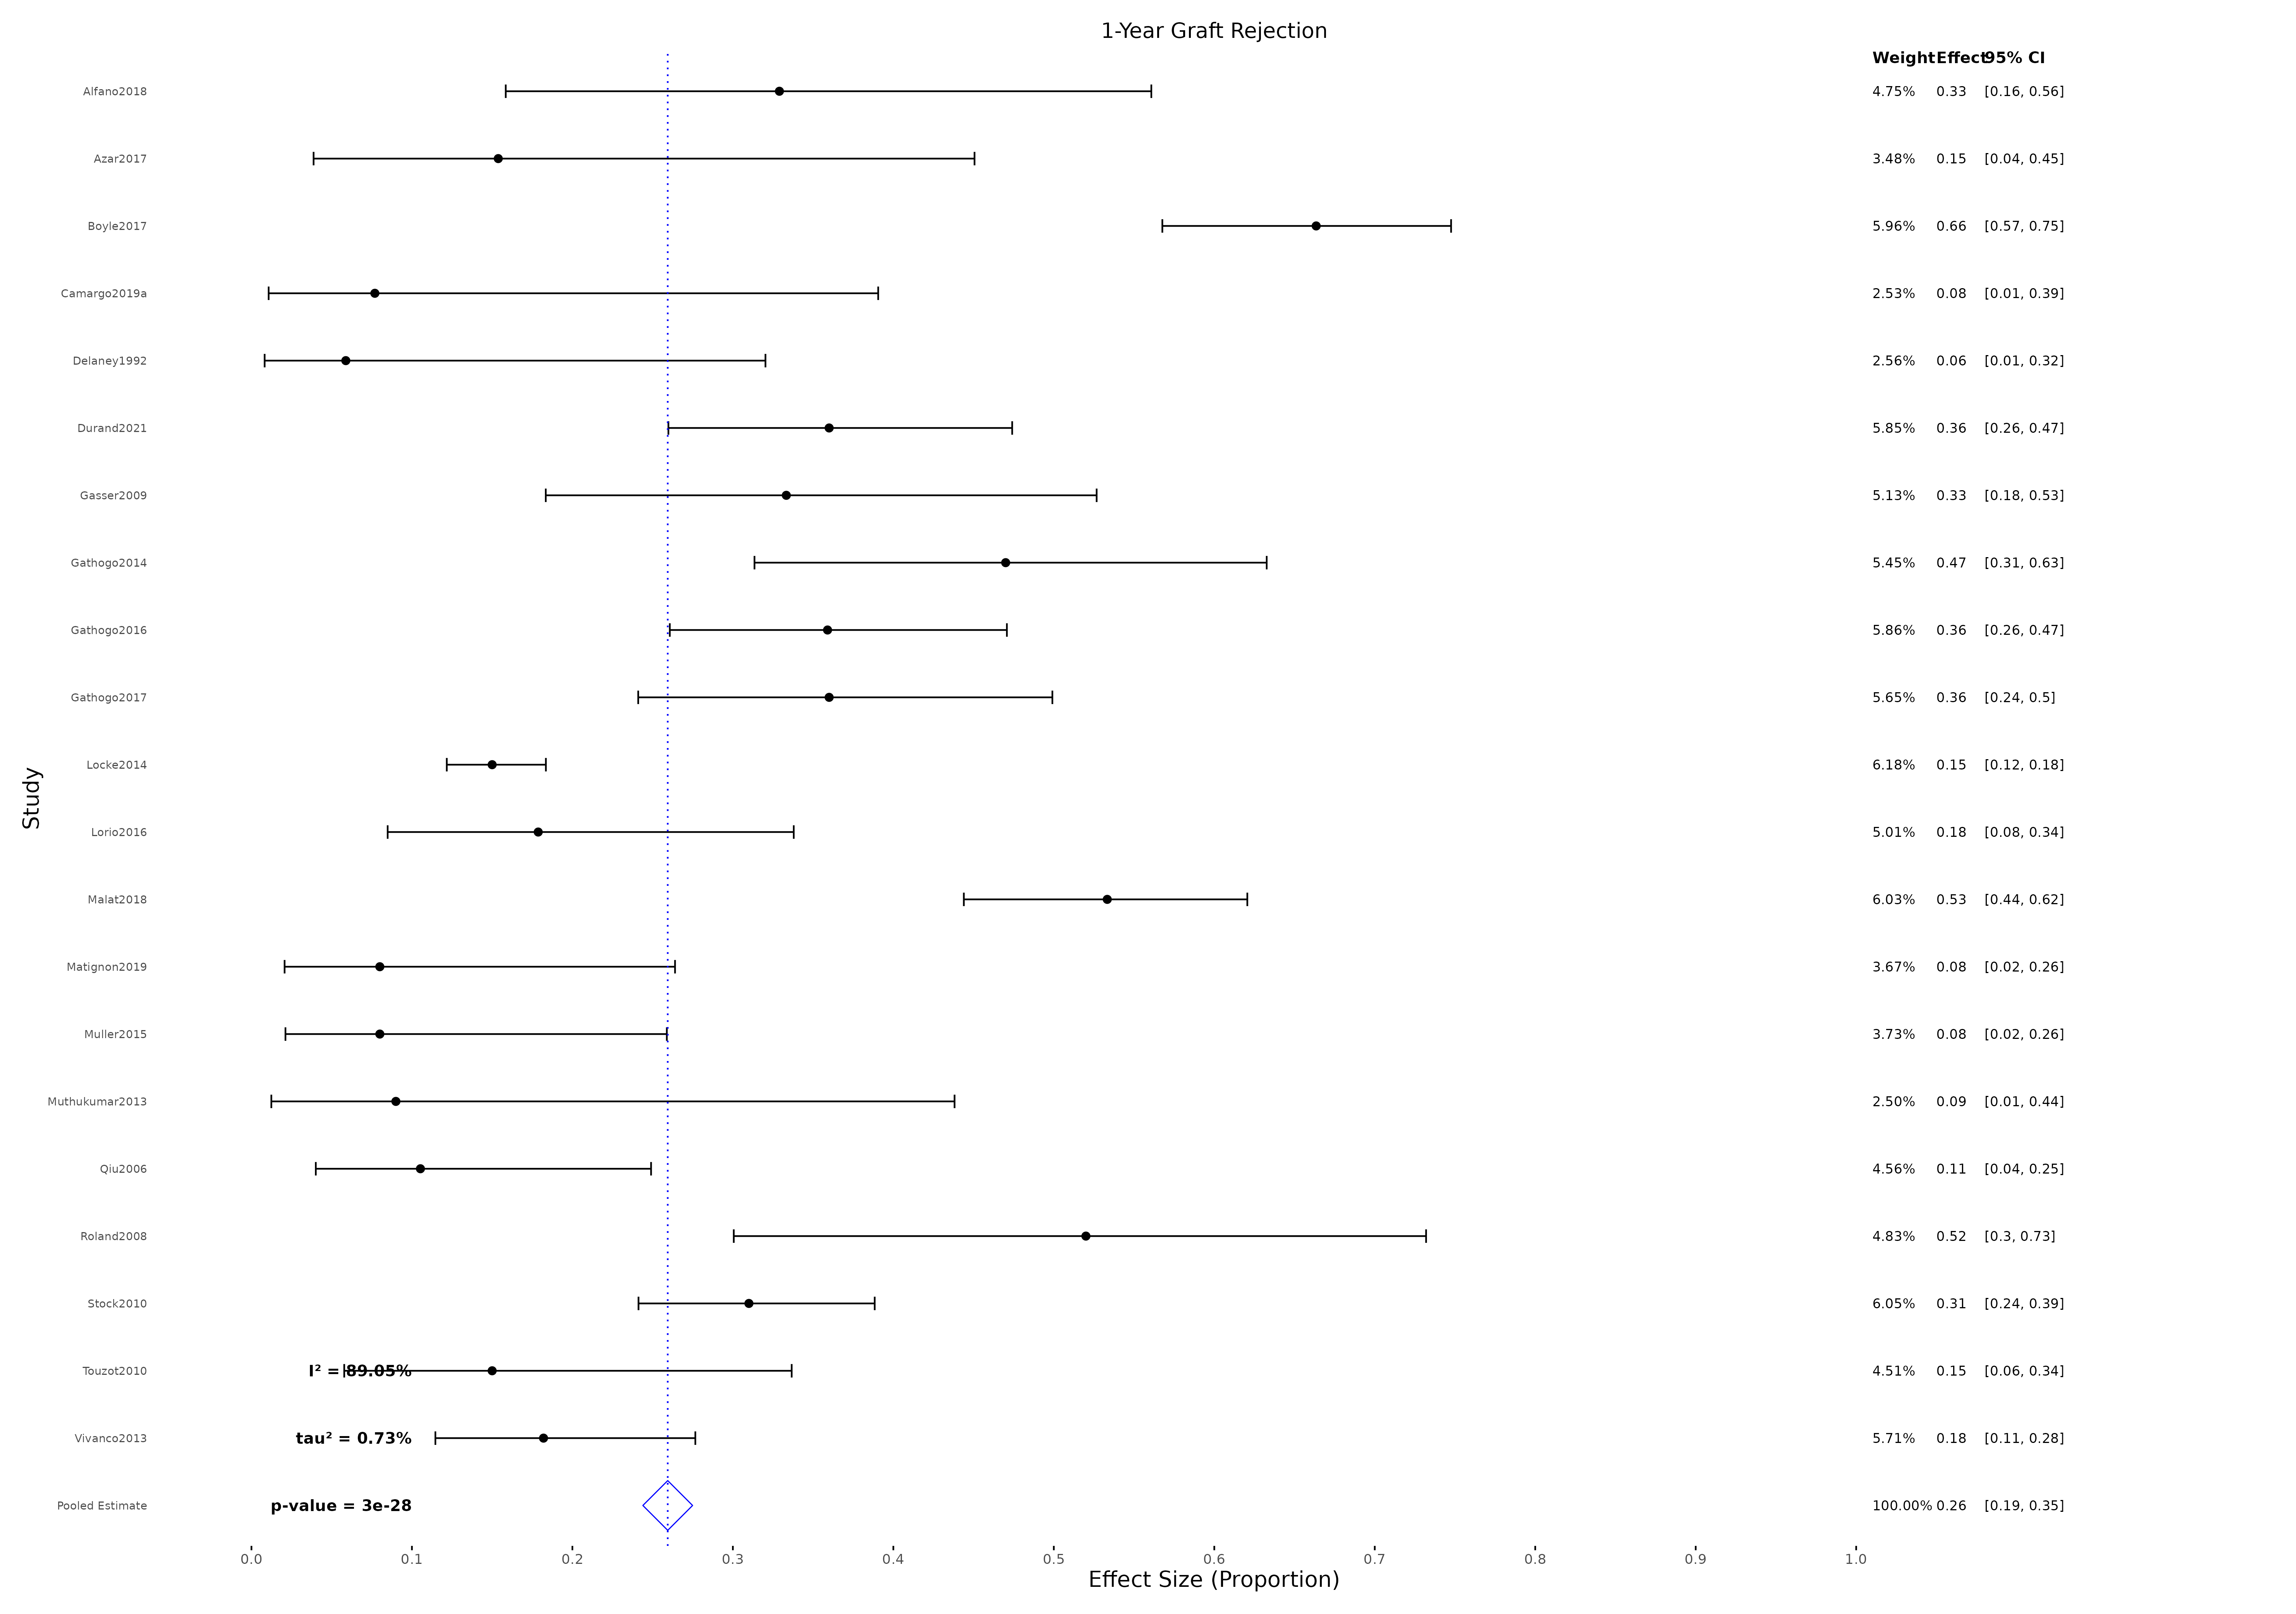 1-Year Graft Rejection
Weight Effect 95% CI
Alfano2018 4.75% 0.33 [0.16, 0.56]
Azar2017 3.48% 0.15 [0.04, 0.45]
Boyle2017 5.96% 0.66 [0.57, 0.75]
Camargo2019a 2.53% 0.08 [0.01, 0.39]
Delaney1992 2.56% 0.06 [0.01, 0.32]
Durand2021 5.85% 0.36 [0.26, 0.47]
Gasser2009 5.13% 0.33 [0.18, 0.53]
Gathogo2014 5.45% 0.47 [0.31, 0.63]
Gathogo2016 5.86% 0.36 [0.26, 0.47]
Gathogo2017 5.65% 0.36 [0.24, 0.5]
Locke2014 6.18% 0.15 [0.12, 0.18]
Study
Lorio2016 5.01% 0.18 [0.08, 0.34]
Malat2018 6.03% 0.53 [0.44, 0.62]
Matignon2019 3.67% 0.08 [0.02, 0.26]
Muller2015 3.73% 0.08 [0.02, 0.26]
Muthukumar2013 2.50% 0.09 [0.01, 0.44]
Qiu2006 4.56% 0.11 [0.04, 0.25]
Roland2008 4.83% 0.52 [0.3, 0.73]
Stock2010 6.05% 0.31 [0.24, 0.39]
Touzot2010 I² = 89.05% 4.51% 0.15 [0.06, 0.34]
Vivanco2013 tau² = 0.73% 5.71% 0.18 [0.11, 0.28]
Pooled Estimate p-value = 3e-28 100.00% 0.26 [0.19, 0.35]
0.0 0.1 0.2 0.3 0.4 0.5 0.6 0.7 0.8 0.9 1.0
Effect Size (Proportion)